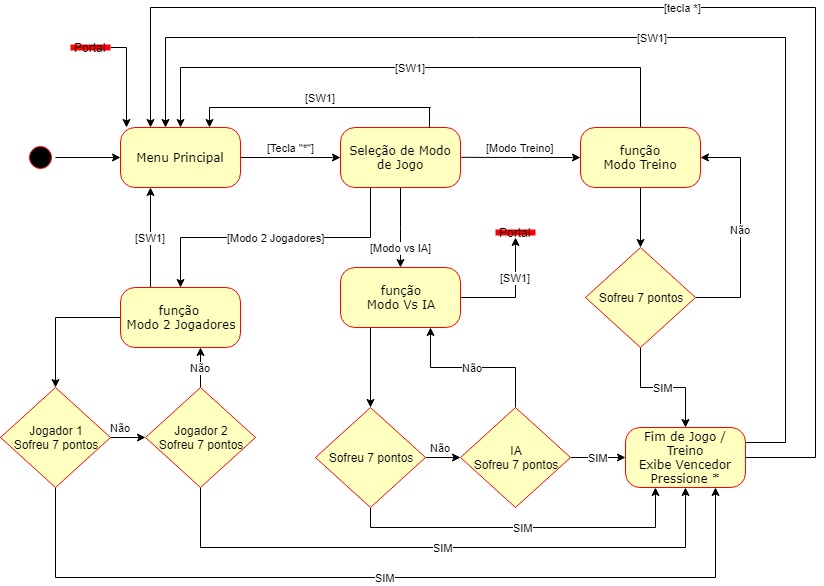 [tecla *]
[SW1]
Portal
[SW1]
[SW1]
Menu Principal
[Tecla "*"]
Seleção de Modo
de Jogo
[Modo Treino]
função
Modo Treino
[SW1]
[Modo 2 Jogadores]
[Modo vs IA]
Portal
Não
[SW1]
função
Modo 2 Jogadores
função
Modo Vs IA
Sofreu 7 pontos
Não
Não
SIM
Jogador 1
Sofreu 7 pontos
Não
Jogador 2
Sofreu 7 pontos
Sofreu 7 pontos
Não
IA
Sofreu 7 pontos
SIM
Fim de Jogo /
Treino
Exibe Vencedor
Pressione *
SIM
SIM
SIM